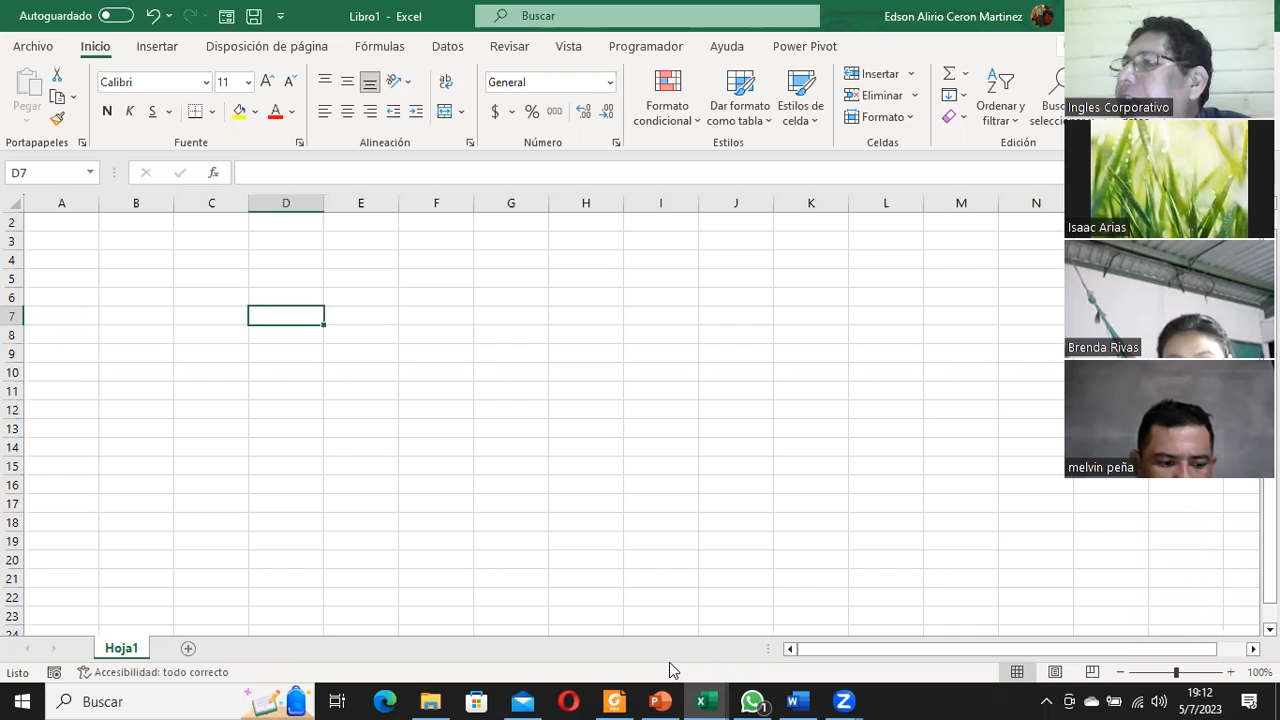 Autoguardado
Libro1 - Excel
Buscar
Edson Alirio Ceron Martinez
Archivo Inicio Insertar Disposición de página Fórmulas Datos Revisar Vista Programador Ayuda Power Pivot
Pegar
Portapapeles
Calibri 11
N K S
Fuente
Alineación
General
$ % 000
Número
Formato condicional
Dar formato como tabla
Estilos de celda
Estilos
Insertar
Eliminar
Formato
Celdas
Ordenar y filtrar
Edición
D7
fx
A B C D E F G H I J K L M N
2
3
4
5
6
7
8
9
10
11
12
13
14
15
16
17
18
19
20
21
22
23
24
Ingles Corporativo
Isaac Arias
Brenda Rivas
melvin peña
Hoja1
Listo
Accesibilidad: todo correcto
100%
Buscar
1
19:12
5/7/2023